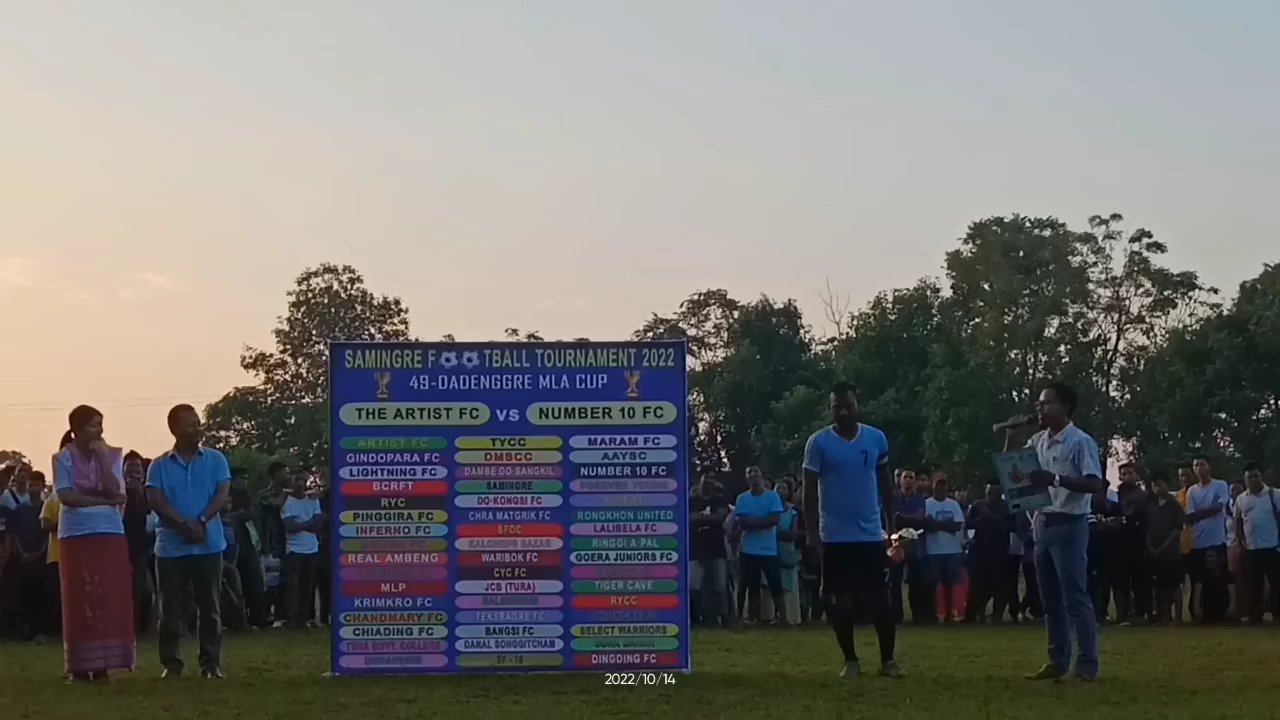 SAMINGRE F TBALL TOURNAMENT 2022
49-DADENGGRE MLA CUP
THE ARTIST FC VS NUMBER 10 FC
ARTIST FC TYCC MARAM FC
GINDOPARA FC DMBCC AAYSC
LIGHTNING FC DAMBE DO SANGKIL NUMBER 10 FC
BCRFT SAMINGRE FOREVER YOUNG
RYC DO-KONGSI FC
PINGGIRA FC CHRA MATGRIK FC RONGKHON UNITED
INFERNO FC SFDC LALIBELA FC
KALCHENG BAZAR RINGGI A·PAL
REAL AMBENG WARIBOK FC GOERA JUNIORS FC
CYC FC
MLP JCB (TURA) TIGER CAVE
KRIMKRO FC RYCC
CHANDMARY FC TEKSRAGRE FC
CHIADING FC BANGSI FC SELECT WARRIORS
TURA GOVT. COLLEGE DANAL SONGGITCHAM
DINGDING FC
7
2022/10/14